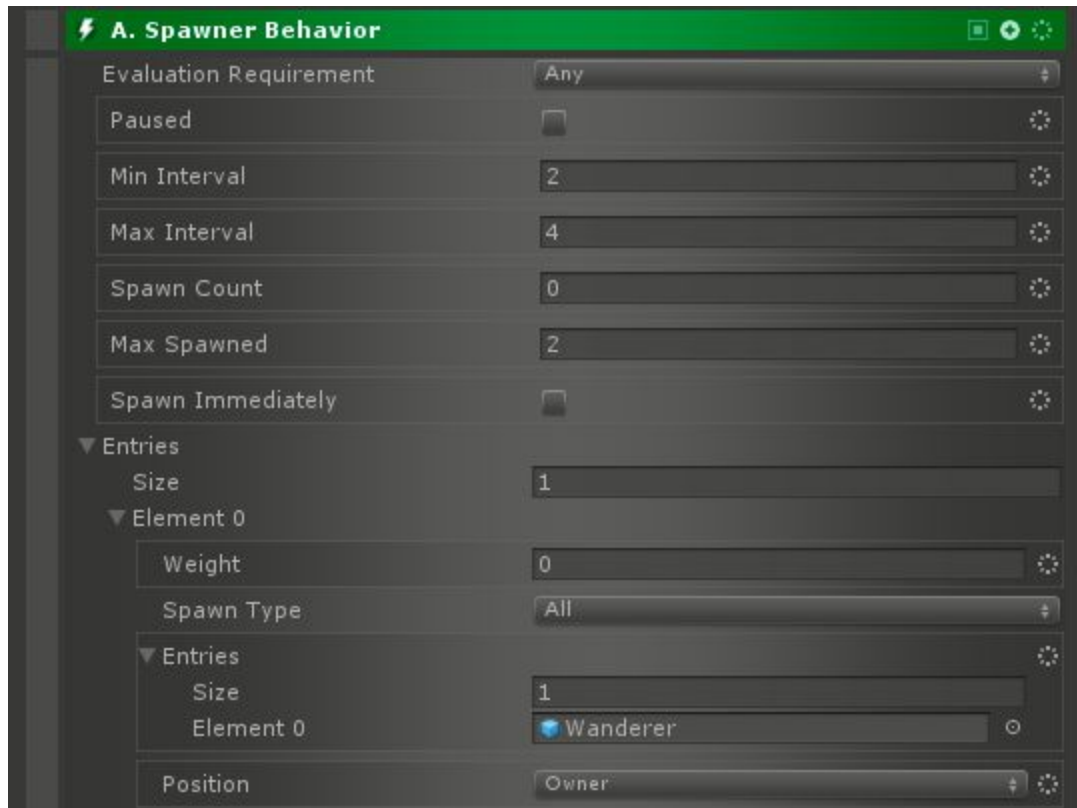 A. Spawner Behavior
Evaluation Requirement Any
Paused
Min Interval 2
Max Interval 4
Spawn Count 0
Max Spawned 2
Spawn Immediately
Entries
Size 1
Element 0
Weight 0
Spawn Type All
Entries
Size 1
Element 0 Wanderer
Position Owner